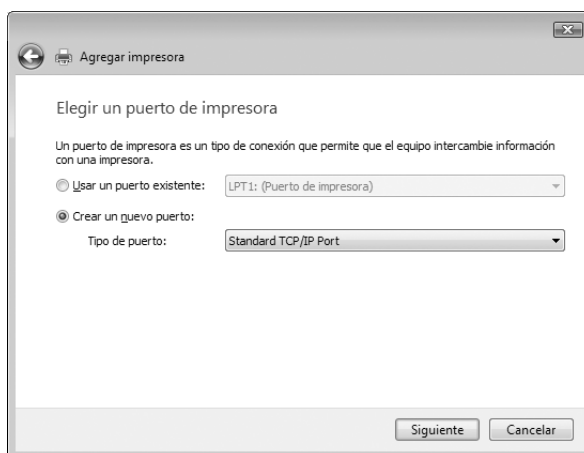 Agregar impresora
Elegir un puerto de impresora
Un puerto de impresora es un tipo de conexión que permite que el equipo intercambie información
con una impresora.
Usar un puerto existente: LPT1: (Puerto de impresora)
Crear un nuevo puerto:
Tipo de puerto: Standard TCP/IP Port
Siguiente Cancelar